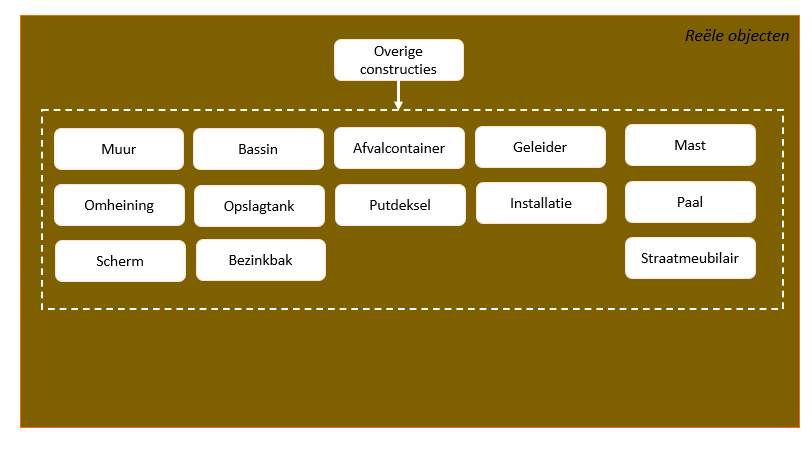 Reële objecten
Overige
constructies
Muur
Bassin
Afvalcontainer
Geleider
Mast
Omheining
Opslagtank
Putdeksel
Installatie
Paal
Scherm
Bezinkbak
Straatmeubilair